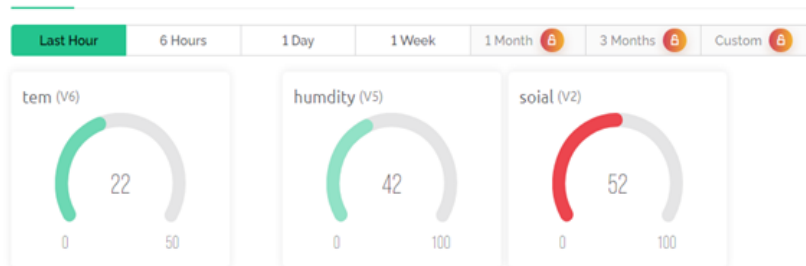 Last Hour 6 Hours 1 Day 1 Week 1 Month 3 Months Custom
tem (V6) humdity (V5) soial (V2)
22 42 52
0 50 0 100 0 100